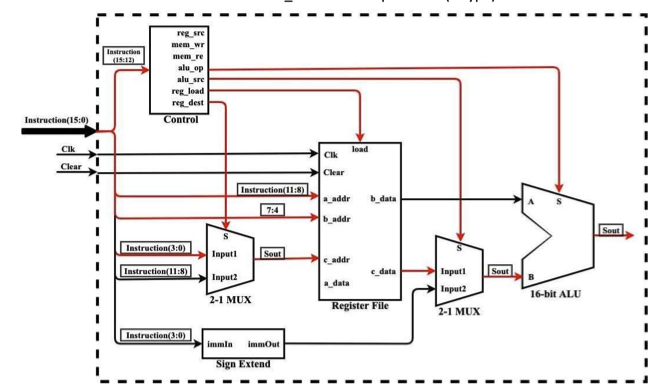 reg_src
mem_wr
mem_re
alu_op
alu_src
reg_load
reg_dest
Control
Instruction
(15:12)
Instruction(15:0)
Clk
Clear
load
Clk
Clear
a_addr
b_data
b_addr
c_addr
c_data
a_data
Register File
Instruction(11:8)
7:4
Instruction(3:0)
Instruction(11:8)
S
Input1
Input2
2-1 MUX
Sout
Instruction(3:0)
immIn immOut
Sign Extend
S
Input1
Input2
2-1 MUX
Sout
A
S
B
16-bit ALU
Sout